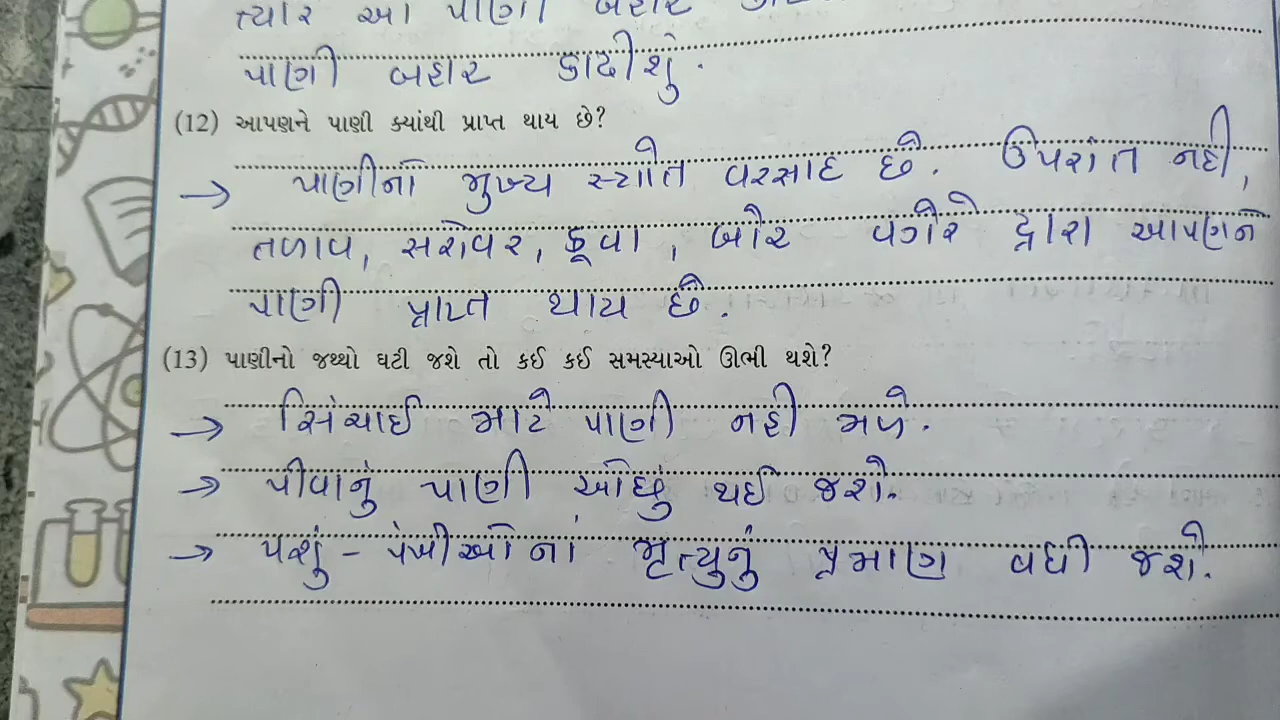 ત્યારે આ પાણી બહાર
પાણી બહાર કાઢીશું.
(12) આપણને પાણી ક્યાંથી પ્રાપ્ત થાય છે?
→ પાણીનો મુખ્ય સ્ત્રોત વરસાદ છે. ઉપરાંત નદી,
તળાવ, સરોવર, કૂવા, બોર વગેરે દ્વારા આપણને
પાણી પ્રાપ્ત થાય છે.
(13) પાણીનો જથ્થો ઘટી જશે તો કઈ કઈ સમસ્યાઓ ઊભી થશે?
→ સિંચાઈ માટે પાણી નહી મળે.
→ પીવાનું પાણી ઓછું થઈ જશે.
→ પશું - પંખીઓનાં મૃત્યુનું પ્રમાણ વધી જશે.